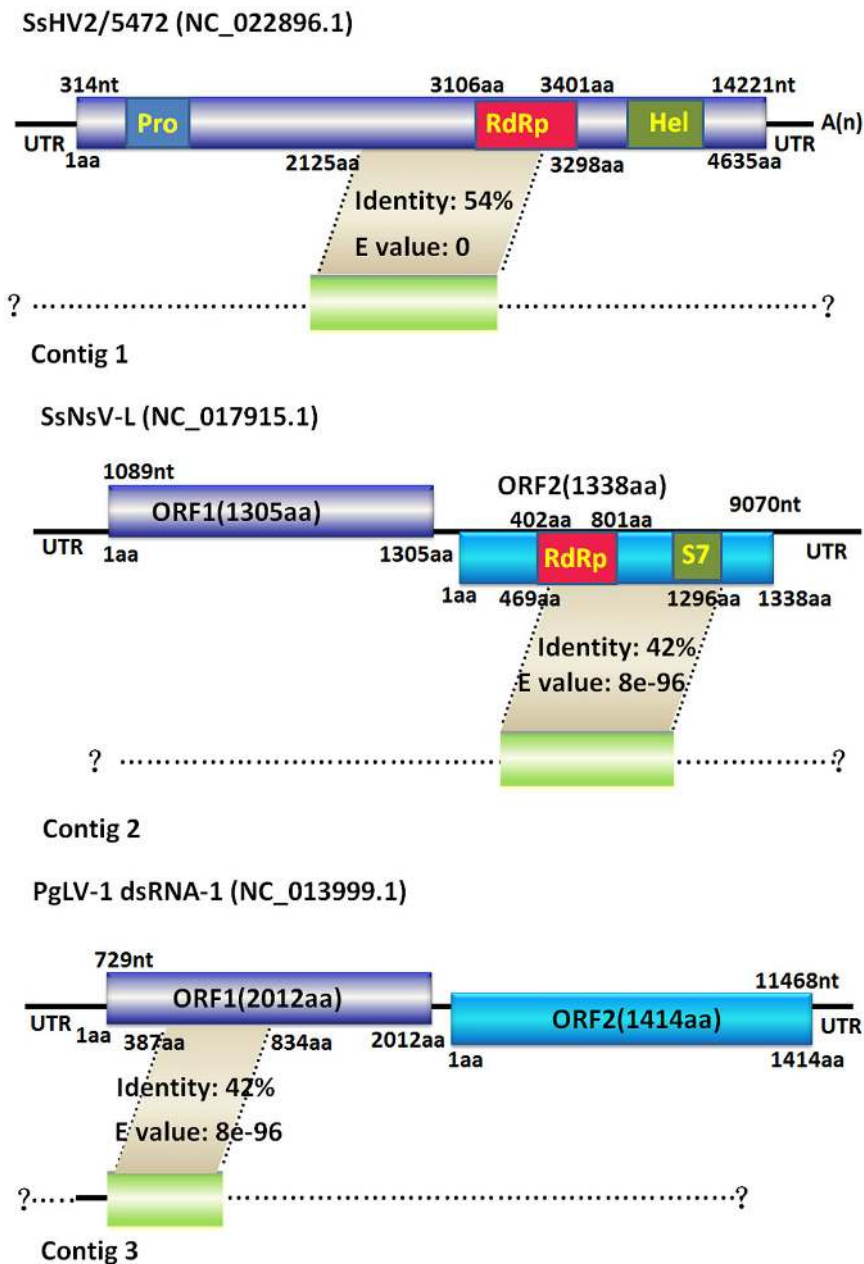 SsHV2/5472 (NC_022896.1)
314nt 3106aa 3401aa 14221nt
Pro RdRp Hel A(n)
UTR UTR
1aa 2125aa 3298aa 4635aa
Identity: 54%
E value: 0
? ?
Contig 1
SsNsV-L (NC_017915.1)
1089nt ORF2(1338aa)
ORF1(1305aa) 402aa 801aa 9070nt
UTR 1aa 1305aa RdRp S7 UTR
1aa 469aa 1296aa 1338aa
Identity: 42%
E value: 8e-96
? ?
Contig 2
PgLV-1 dsRNA-1 (NC_013999.1)
729nt 11468nt
ORF1(2012aa) ORF2(1414aa)
UTR 1aa 387aa 834aa 2012aa UTR
1aa 1414aa
Identity: 42%
E value: 8e-96
? ?
Contig 3